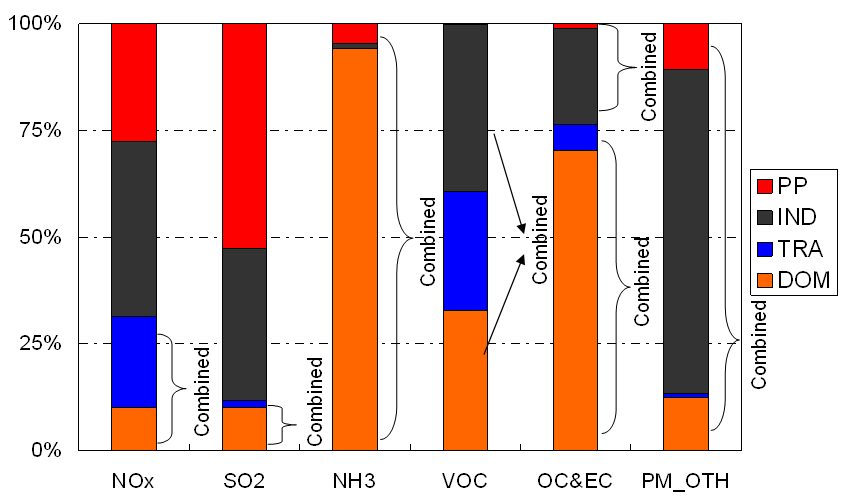 100%
75%
50%
25%
0%
Combined
Combined
Combined
Combined
Combined
Combined
Combined
NOx
SO2
NH3
VOC
OC&EC
PM_OTH
PP
IND
TRA
DOM